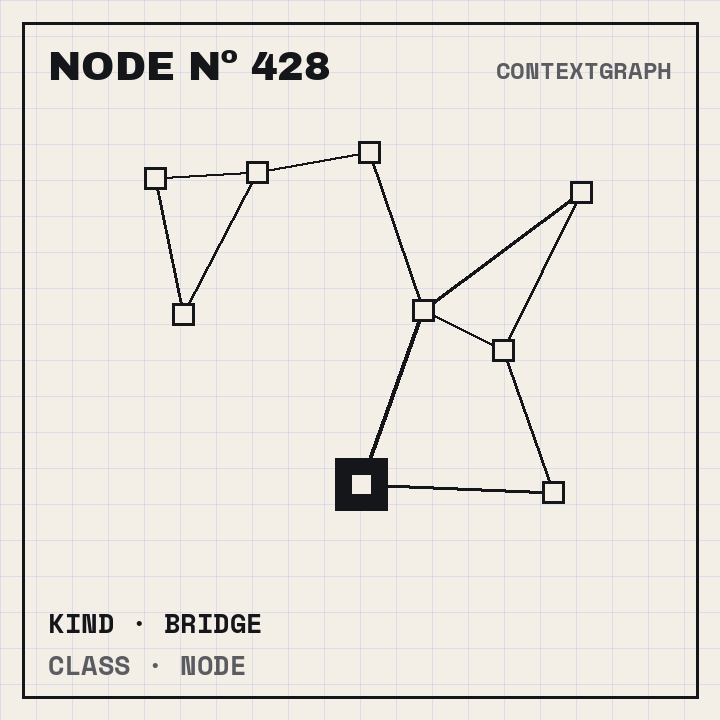 NODE Nº 428
CONTEXTGRAPH
KIND · BRIDGE
CLASS · NODE